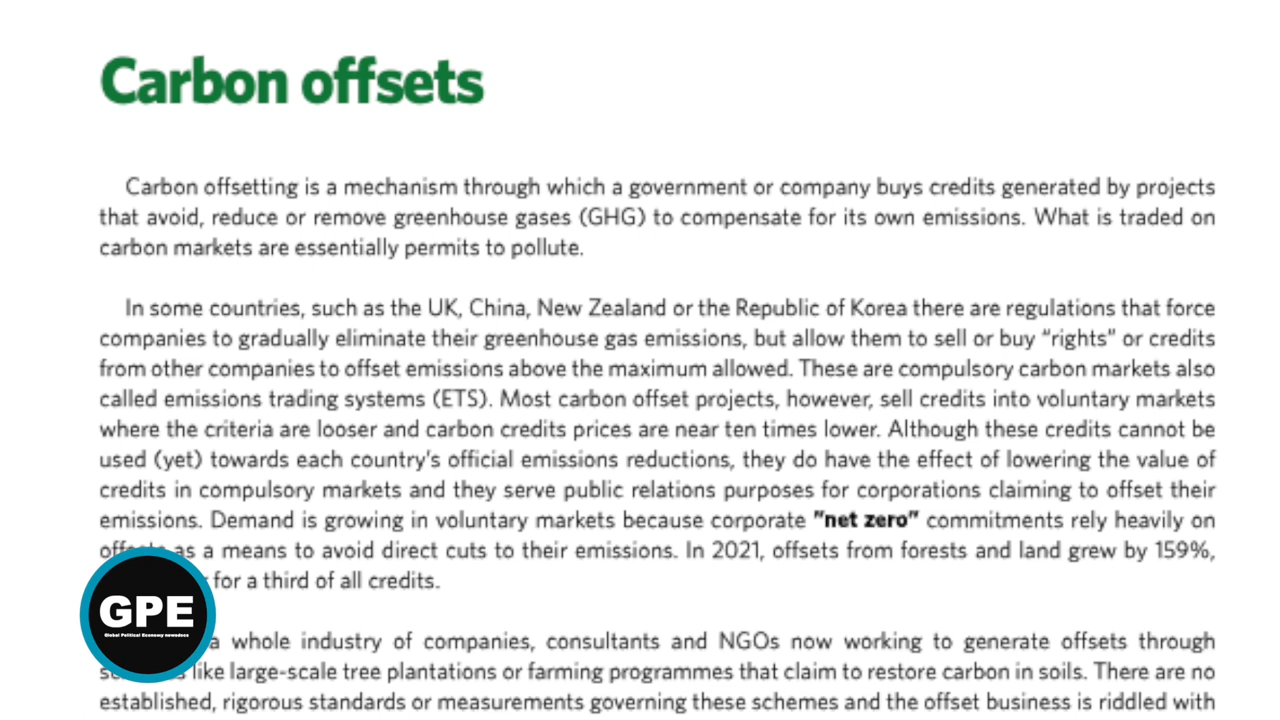 Carbon offsets
Carbon offsetting is a mechanism through which a government or company buys credits generated by projects
that avoid, reduce or remove greenhouse gases (GHG) to compensate for its own emissions. What is traded on
carbon markets are essentially permits to pollute.
In some countries, such as the UK, China, New Zealand or the Republic of Korea there are regulations that force
companies to gradually eliminate their greenhouse gas emissions, but allow them to sell or buy “rights” or credits
from other companies to offset emissions above the maximum allowed. These are compulsory carbon markets also
called emissions trading systems (ETS). Most carbon offset projects, however, sell credits into voluntary markets
where the criteria are looser and carbon credits prices are near ten times lower. Although these credits cannot be
used (yet) towards each country’s official emissions reductions, they do have the effect of lowering the value of
credits in compulsory markets and they serve public relations purposes for corporations claiming to offset their
emissions. Demand is growing in voluntary markets because corporate “net zero” commitments rely heavily on
offsets as a means to avoid direct cuts to their emissions. In 2021, offsets from forests and land grew by 159%,
for a third of all credits.
a whole industry of companies, consultants and NGOs now working to generate offsets through
like large-scale tree plantations or farming programmes that claim to restore carbon in soils. There are no
established, rigorous standards or measurements governing these schemes and the offset business is riddled with
GPE
Global Political Economy newsdocs